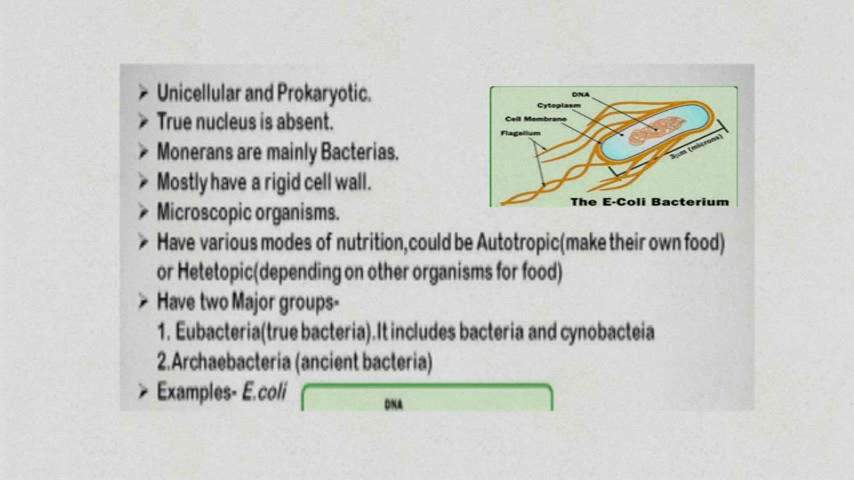 ➤ Unicellular and Prokaryotic.
➤ True nucleus is absent.
➤ Monerans are mainly Bacterias.
➤ Mostly have a rigid cell wall.
➤ Microscopic organisms.
➤ Have various modes of nutrition,could be Autotropic(make their own food)
or Hetetopic(depending on other organisms for food)
➤ Have two Major groups-
1. Eubacteria(true bacteria).It includes bacteria and cynobacteia
2.Archaebacteria (ancient bacteria)
➤ Examples- E.coli
DNA
Cytoplasm
Cell Membrane
Flagellum
3µm (microns)
The E-Coli Bacterium
DNA